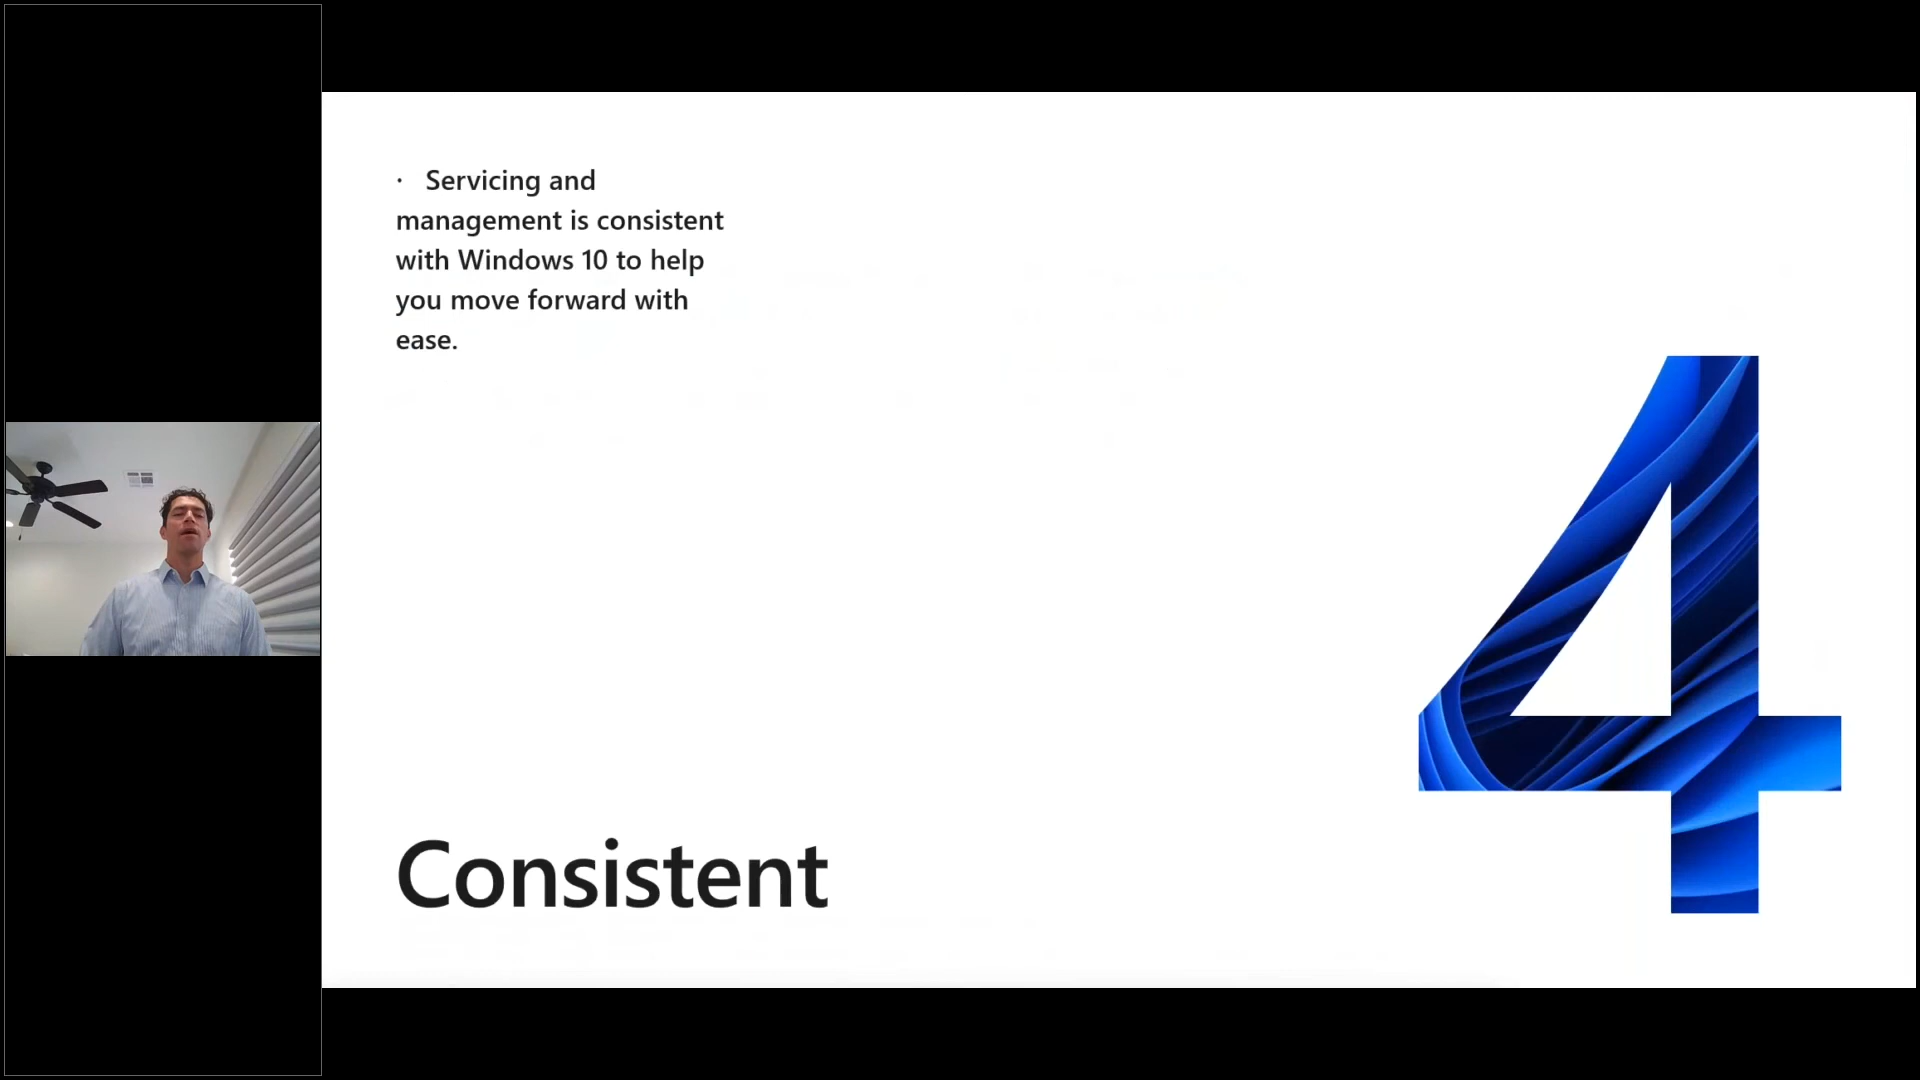 · Servicing and
management is consistent
with Windows 10 to help
you move forward with
ease.
4
Consistent